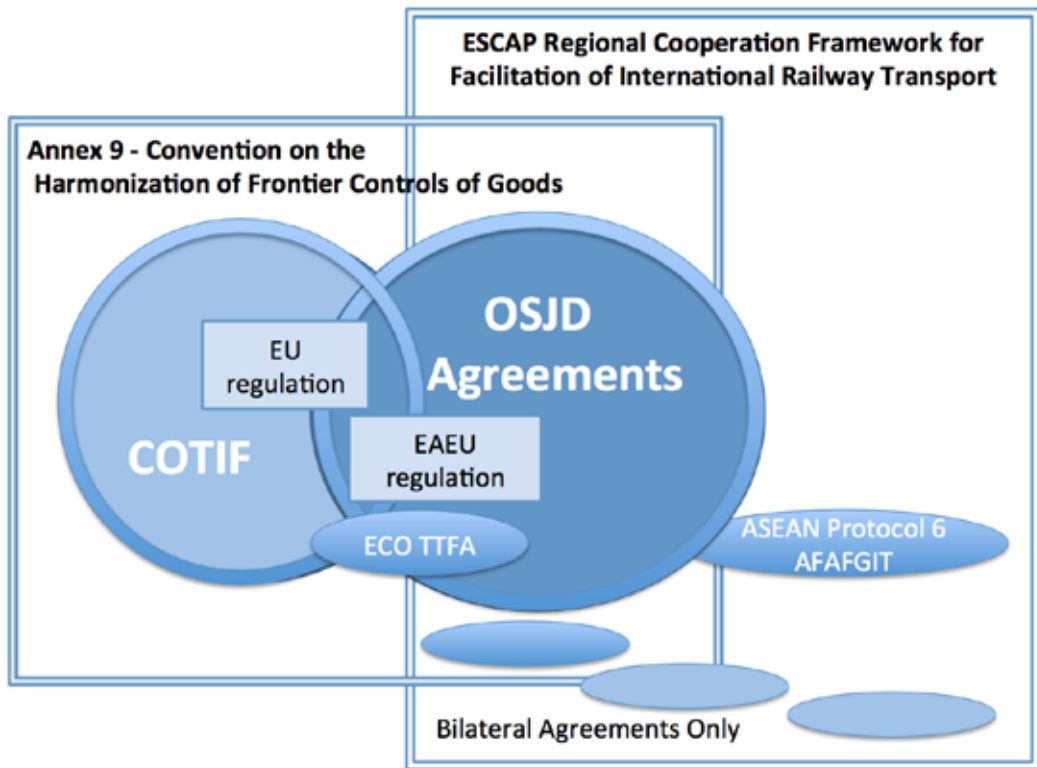 ESCAP Regional Cooperation Framework for
Facilitation of International Railway Transport
Annex 9 - Convention on the
Harmonization of Frontier Controls of Goods
OSJD
Agreements
EU
regulation
COTIF
EAEU
regulation
ECO TTFA
ASEAN Protocol 6
AFAFGIT
Bilateral Agreements Only